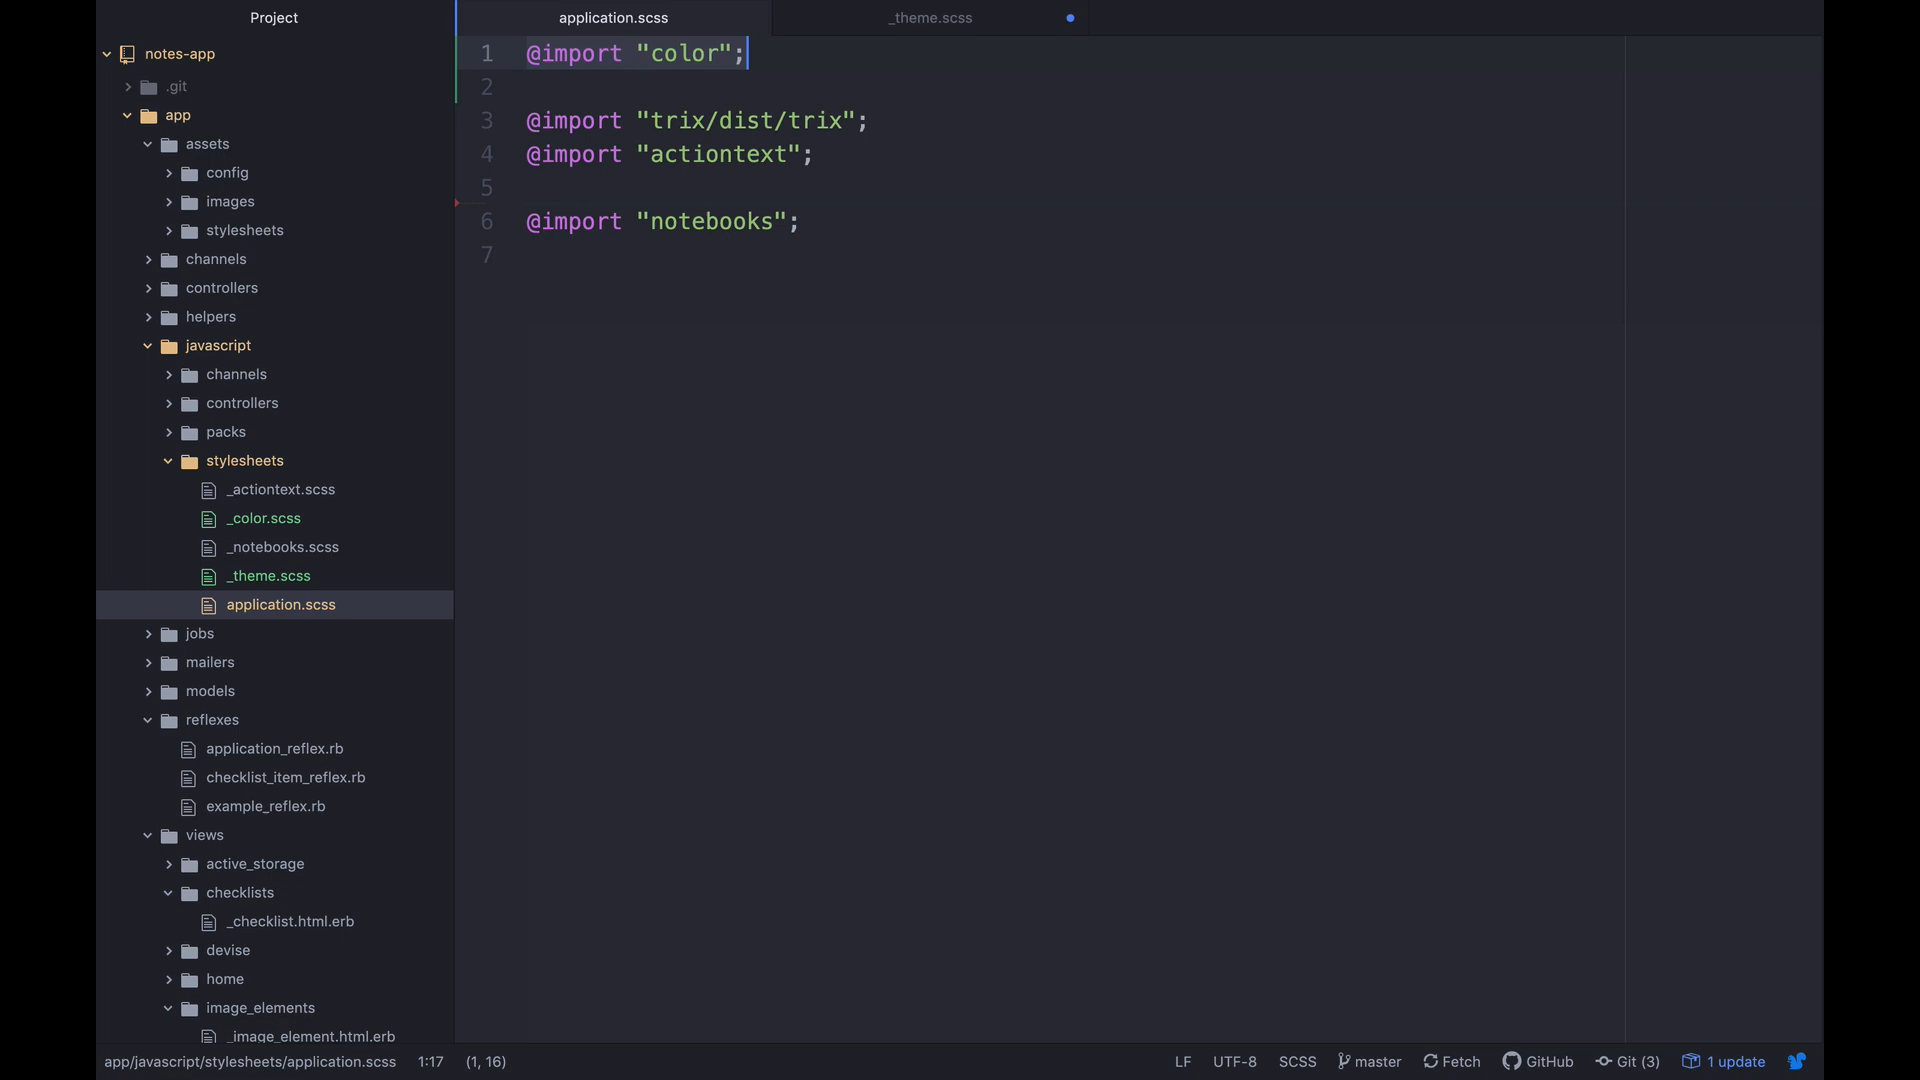 Project
notes-app
.git
app
assets
config
images
stylesheets
channels
controllers
helpers
javascript
channels
controllers
packs
stylesheets
_actiontext.scss
_color.scss
_notebooks.scss
_theme.scss
application.scss
jobs
mailers
models
reflexes
application_reflex.rb
checklist_item_reflex.rb
example_reflex.rb
views
active_storage
checklists
_checklist.html.erb
devise
home
image_elements
_image_element.html.erb
application.scss
_theme.scss
1 @import "color";
2
3 @import "trix/dist/trix";
4 @import "actiontext";
5
6 @import "notebooks";
7
app/javascript/stylesheets/application.scss 1:17 (1, 16) LF UTF-8 SCSS master Fetch GitHub Git (3) 1 update